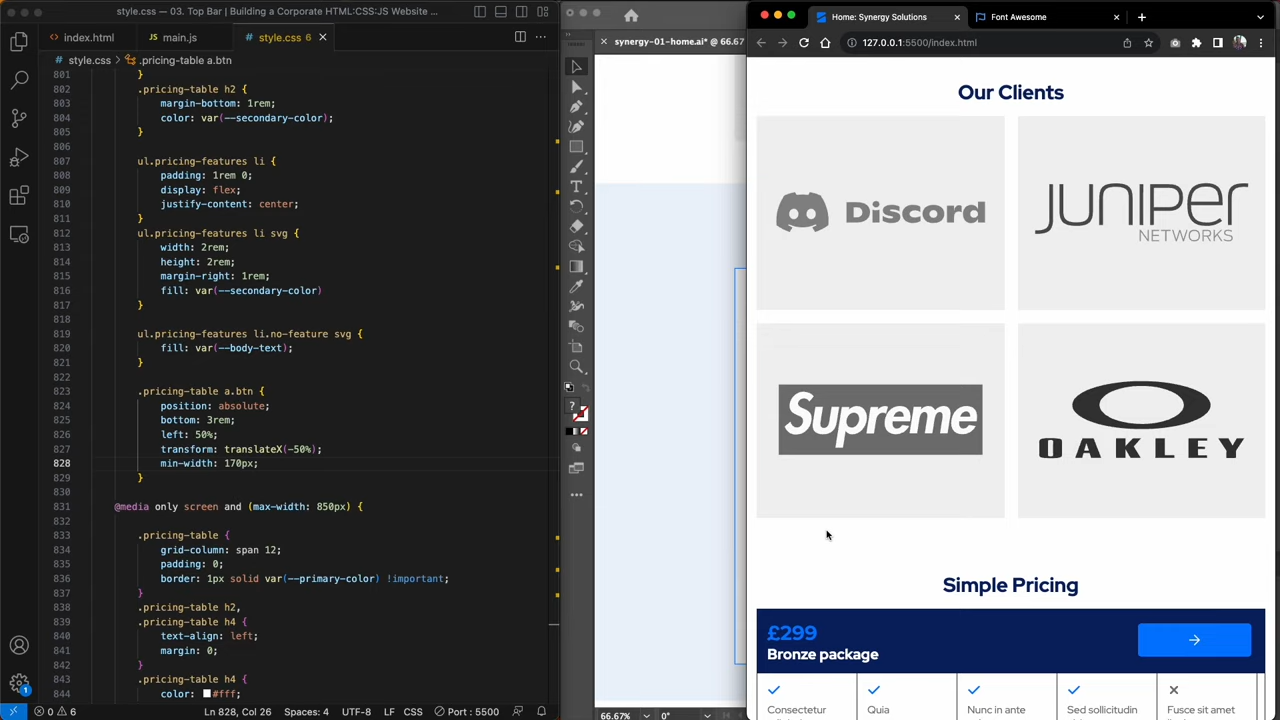 style.css — 03. Top Bar | Building a Corporate HTML:CSS:JS Website ...
index.html
main.js
style.css 6
style.css > .pricing-table a.btn
801 }
802 .pricing-table h2 {
803 margin-bottom: 1rem;
804 color: var(--secondary-color);
805 }
806
807 ul.pricing-features li {
808 padding: 1rem 0;
809 display: flex;
810 justify-content: center;
811 }
812 ul.pricing-features li svg {
813 width: 2rem;
814 height: 2rem;
815 margin-right: 1rem;
816 fill: var(--secondary-color)
817 }
818
819 ul.pricing-features li.no-feature svg {
820 fill: var(--body-text);
821 }
822
823 .pricing-table a.btn {
824 position: absolute;
825 bottom: 3rem;
826 left: 50%;
827 transform: translateX(-50%);
828 min-width: 170px;
829 }
830
831 @media only screen and (max-width: 850px) {
832
833 .pricing-table {
834 grid-column: span 12;
835 padding: 0;
836 border: 1px solid var(--primary-color) !important;
837 }
838 .pricing-table h2,
839 .pricing-table h4 {
840 text-align: left;
841 margin: 0;
842 }
843 .pricing-table h4 {
844 color: #fff;
1
0 6
Ln 828, Col 26
Spaces: 4
UTF-8
LF
CSS
Port : 5500
synergy-01-home.ai* @ 66.67
?
66.67%
0°
Home: Synergy Solutions
Font Awesome
127.0.0.1:5500/index.html
Our Clients
Discord
JUNIPER
NETWORKS
Supreme
OAKLEY
Simple Pricing
£299
Bronze package
Consectetur
Quia
Nunc in ante
Sed sollicitudin
Fusce sit amet